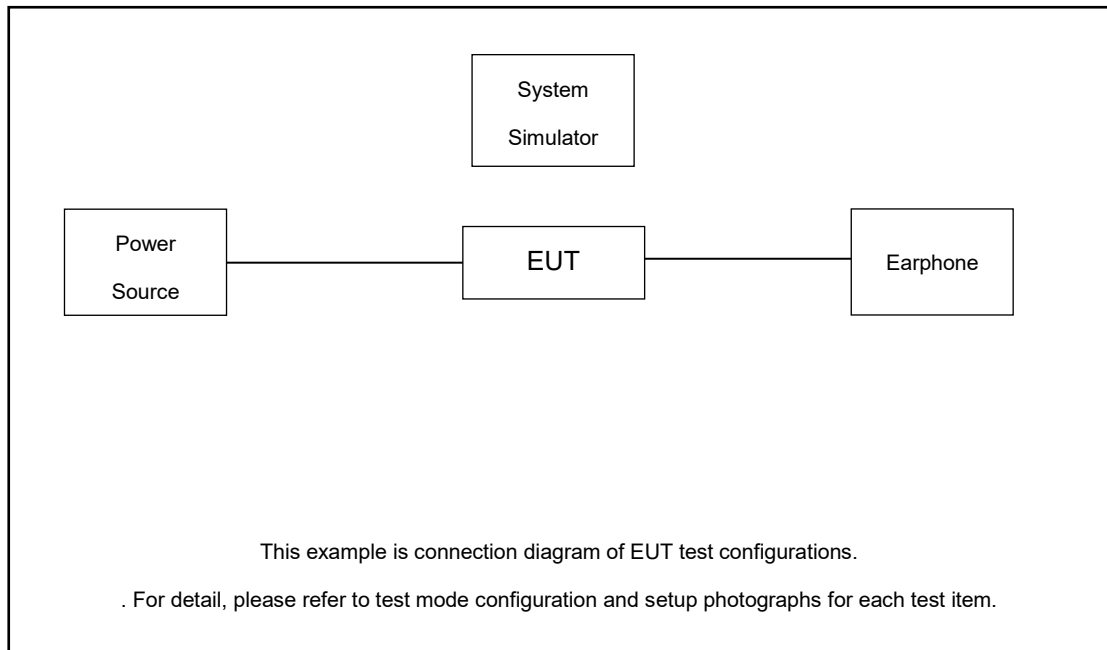 System
Simulator
Power
Source
EUT
Earphone
This example is connection diagram of EUT test configurations.
. For detail, please refer to test mode configuration and setup photographs for each test item.